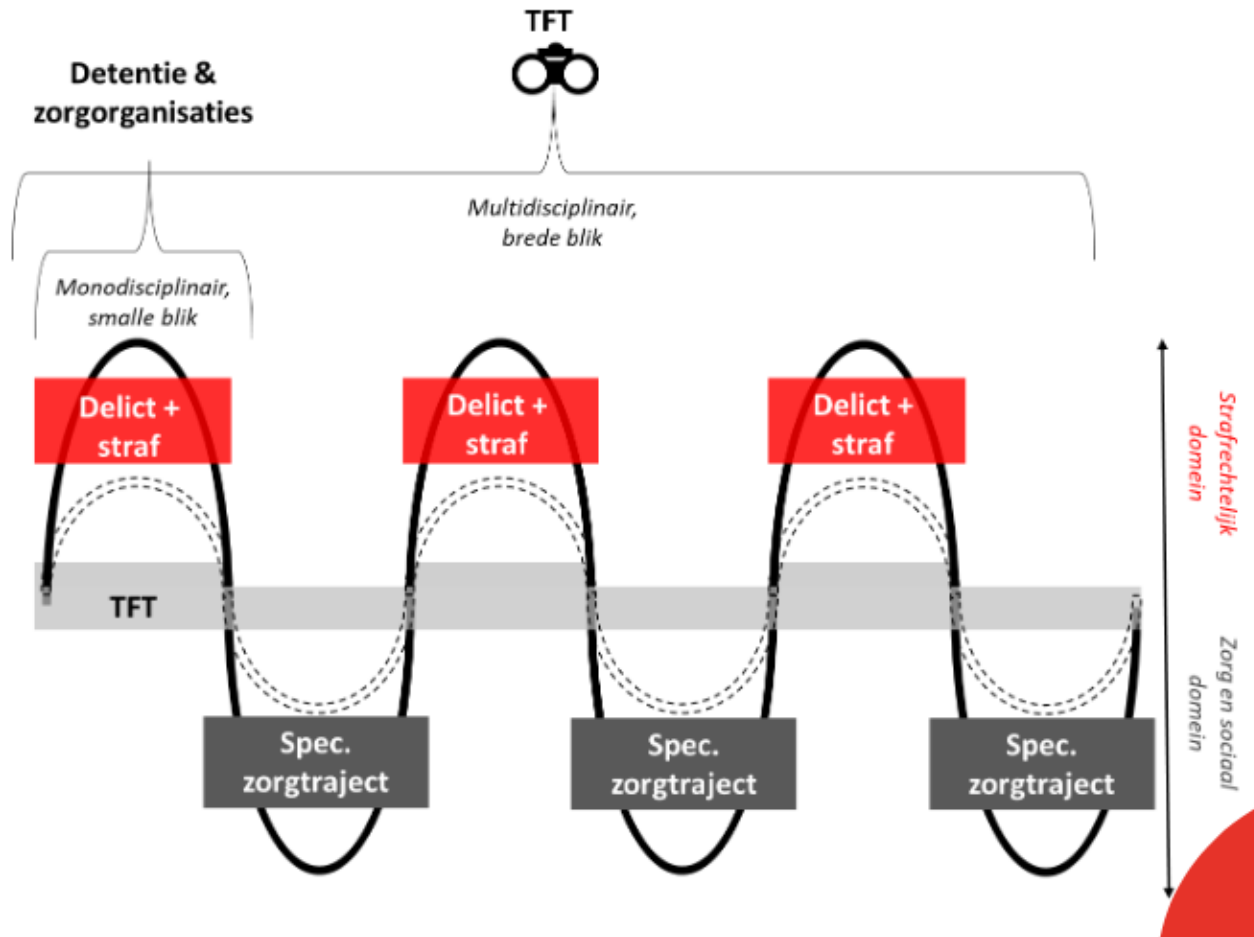 TFT
Detentie &
zorgorganisaties
Multidisciplinair,
brede blik
Monodisciplinair,
smalle blik
Delict +
straf
Delict +
straf
Delict +
straf
Strafrechtelijk
domein
TFT
Zorg en sociaal
domein
Spec.
zorgtraject
Spec.
zorgtraject
Spec.
zorgtraject